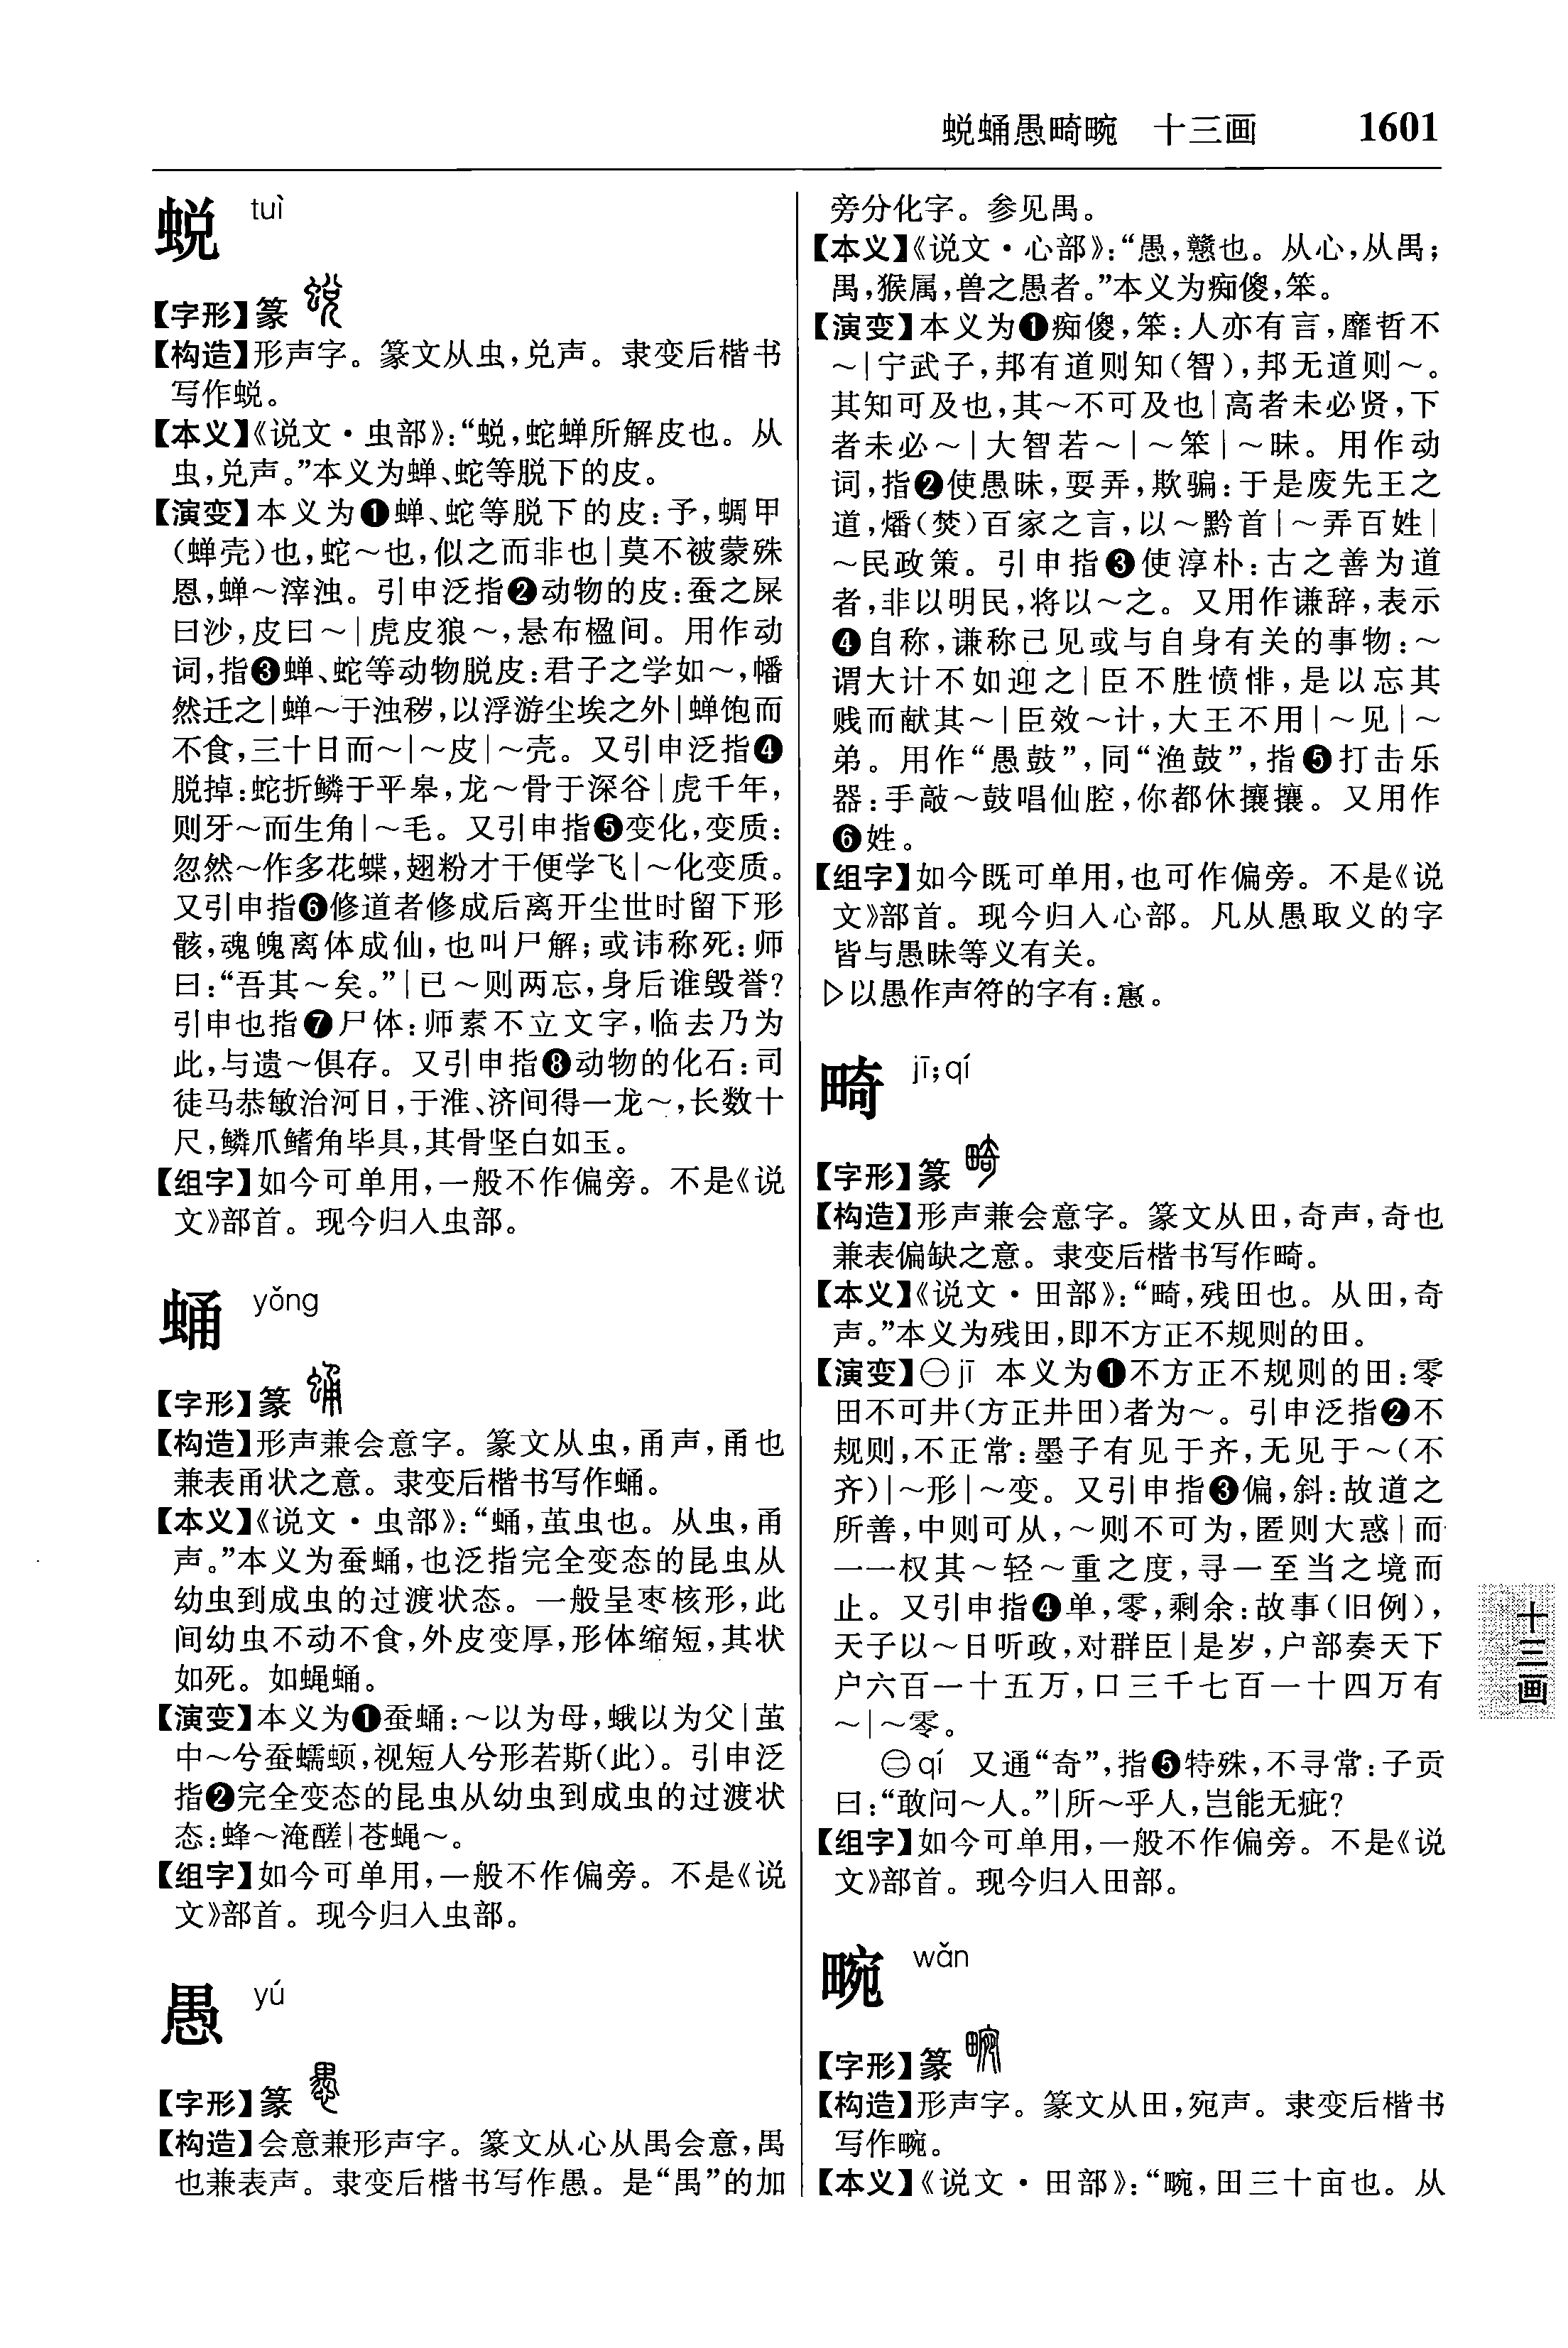 蜕蛹愚畸畹 十三画 1601
蜕 tuì
【字形】篆
【构造】形声字。篆文从虫,兑声。隶变后楷书
写作蜕。
【本义】《说文·虫部》:“蜕,蛇蝉所解皮也。从
虫,兑声。”本义为蝉、蛇等脱下的皮。
【演变】本义为❶蝉、蛇等脱下的皮:予,蜩甲
(蝉壳)也,蛇～也,似之而非也|莫不被蒙殊
恩,蝉～滓浊。引申泛指❷动物的皮:蚕之屎
曰沙,皮曰～|虎皮狼～,悬布楹间。用作动
词,指❸蝉、蛇等动物脱皮:君子之学如～,幡
然迁之|蝉～于浊秽,以浮游尘埃之外|蝉饱而
不食,三十日而～|～皮|～壳。又引申泛指❹
脱掉:蛇折鳞于平皋,龙～骨于深谷|虎千年,
则牙～而生角|～毛。又引申指❺变化,变质:
忽然～作多花蝶,翅粉才干便学飞|～化变质。
又引申指❻修道者修成后离开尘世时留下形
骸,魂魄离体成仙,也叫尸解;或讳称死:师
曰:“吾其～矣。”|已～则两忘,身后谁毁誉?
引申也指❼尸体:师素不立文字,临去乃为
此,与遗～俱存。又引申指❽动物的化石:司
徒马恭敏治河日,于淮、济间得一龙～,长数十
尺,鳞爪鳍角毕具,其骨坚白如玉。
【组字】如今可单用,一般不作偏旁。不是《说
文》部首。现今归入虫部。
蛹 yǒng
【字形】篆
【构造】形声兼会意字。篆文从虫,甬声,甬也
兼表甬状之意。隶变后楷书写作蛹。
【本义】《说文·虫部》:“蛹,茧虫也。从虫,甬
声。”本义为蚕蛹,也泛指完全变态的昆虫从
幼虫到成虫的过渡状态。一般呈枣核形,此
间幼虫不动不食,外皮变厚,形体缩短,其状
如死。如蝇蛹。
【演变】本义为❶蚕蛹:～以为母,蛾以为父|茧
中～兮蚕蠕蝡,视短人兮形若斯(此)。引申泛
指❷完全变态的昆虫从幼虫到成虫的过渡状
态:蜂～淹醝|苍蝇～。
【组字】如今可单用,一般不作偏旁。不是《说
文》部首。现今归入虫部。
愚 yú
【字形】篆
【构造】会意兼形声字。篆文从心从禺会意,禺
也兼表声。隶变后楷书写作愚。是“禺”的加
旁分化字。参见禺。
【本义】《说文·心部》:“愚,戆也。从心,从禺;
禺,猴属,兽之愚者。”本义为痴傻,笨。
【演变】本义为❶痴傻,笨:人亦有言,靡哲不
～|宁武子,邦有道则知(智),邦无道则～。
其知可及也,其～不可及也|高者未必贤,下
者未必～|大智若～|～笨|～昧。用作动
词,指❷使愚昧,耍弄,欺骗:于是废先王之
道,燔(焚)百家之言,以～黔首|～弄百姓|
～民政策。引申指❸使淳朴:古之善为道
者,非以明民,将以～之。又用作谦辞,表示
❹自称,谦称己见或与自身有关的事物:～
谓大计不如迎之|臣不胜愤悱,是以忘其
贱而献其～|臣效～计,大王不用|～见|～
弟。用作“愚鼓”,同“渔鼓”,指❺打击乐
器:手敲～鼓唱仙腔,你都休攘攘。又用作
❻姓。
【组字】如今既可单用,也可作偏旁。不是《说
文》部首。现今归入心部。凡从愚取义的字
皆与愚昧等义有关。
▷以愚作声符的字有:
畸 jī;qí
【字形】篆
【构造】形声兼会意字。篆文从田,奇声,奇也
兼表偏缺之意。隶变后楷书写作畸。
【本义】《说文·田部》:“畸,残田也。从田,奇
声。”本义为残田,即不方正不规则的田。
【演变】㊀jī 本义为❶不方正不规则的田:零
田不可井(方正井田)者为～。引申泛指❷不
规则,不正常:墨子有见于齐,无见于～(不
齐)|～形|～变。又引申指❸偏,斜:故道之
所善,中则可从,～则不可为,匿则大惑|而
一一权其～轻～重之度,寻一至当之境而
止。又引申指❹单,零,剩余:故事(旧例),
天子以～日听政,对群臣|是岁,户部奏天下
户六百一十五万,口三千七百一十四万有
～|～零。
㊁qí 又通“奇”,指❺特殊,不寻常:子贡
曰:“敢问～人。”|所～乎人,岂能无疵?
【组字】如今可单用,一般不作偏旁。不是《说
文》部首。现今归入田部。
畹 wǎn
【字形】篆
【构造】形声字。篆文从田,宛声。隶变后楷书
写作畹。
【本义】《说文·田部》:“畹,田三十亩也。从
十三画